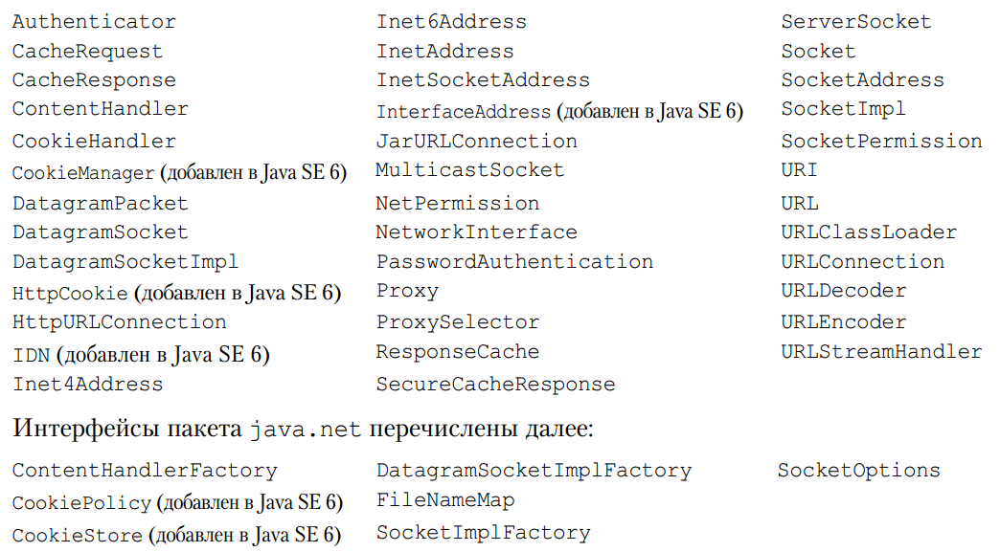 Authenticator Inet6Address ServerSocket
CacheRequest InetAddress Socket
CacheResponse InetSocketAddress SocketAddress
ContentHandler InterfaceAddress (добавлен в Java SE 6) SocketImpl
CookieHandler JarURLConnection SocketPermission
CookieManager (добавлен в Java SE 6) MulticastSocket URI
DatagramPacket NetPermission URL
DatagramSocket NetworkInterface URLClassLoader
DatagramSocketImpl PasswordAuthentication URLConnection
HttpCookie (добавлен в Java SE 6) Proxy URLDecoder
HttpURLConnection ProxySelector URLEncoder
IDN (добавлен в Java SE 6) ResponseCache URLStreamHandler
Inet4Address SecureCacheResponse
Интерфейсы пакета java.net перечислены далее:
ContentHandlerFactory DatagramSocketImplFactory SocketOptions
CookiePolicy (добавлен в Java SE 6) FileNameMap
CookieStore (добавлен в Java SE 6) SocketImplFactory